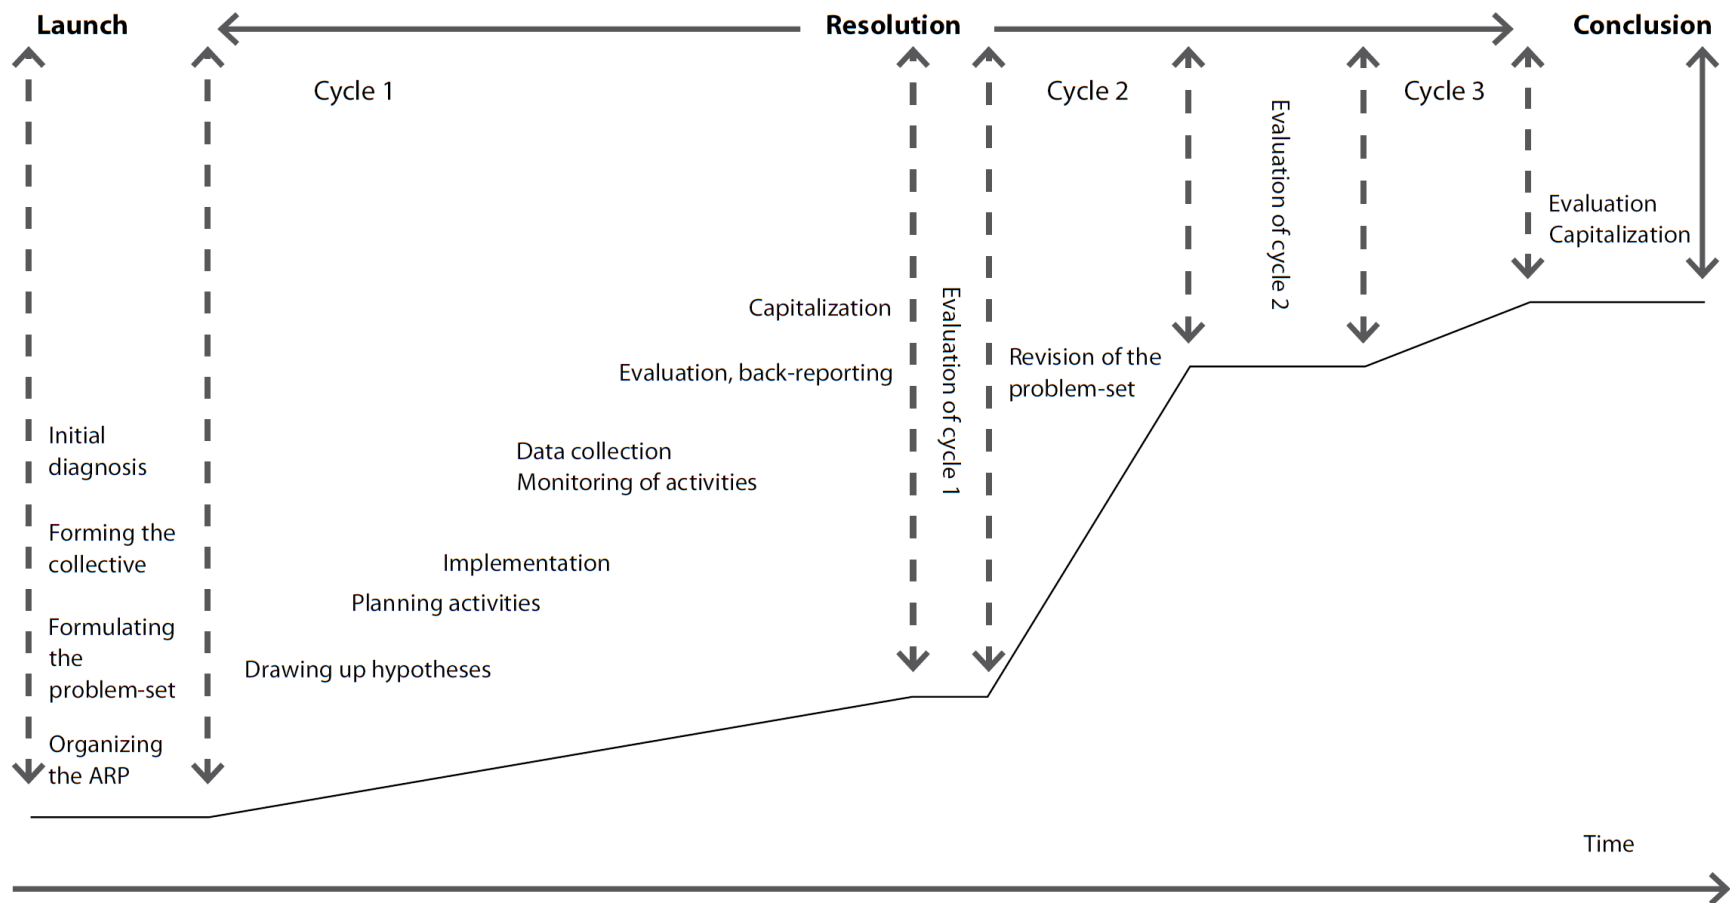 Launch
Resolution
Conclusion
Cycle 1
Cycle 2
Cycle 3
Evaluation of cycle 2
Evaluation
Capitalization
Capitalization
Evaluation of cycle 1
Evaluation, back-reporting
Revision of the
problem-set
Initial
diagnosis
Data collection
Monitoring of activities
Forming the
collective
Implementation
Planning activities
Formulating
the
problem-set
Drawing up hypotheses
Organizing
the ARP
Time